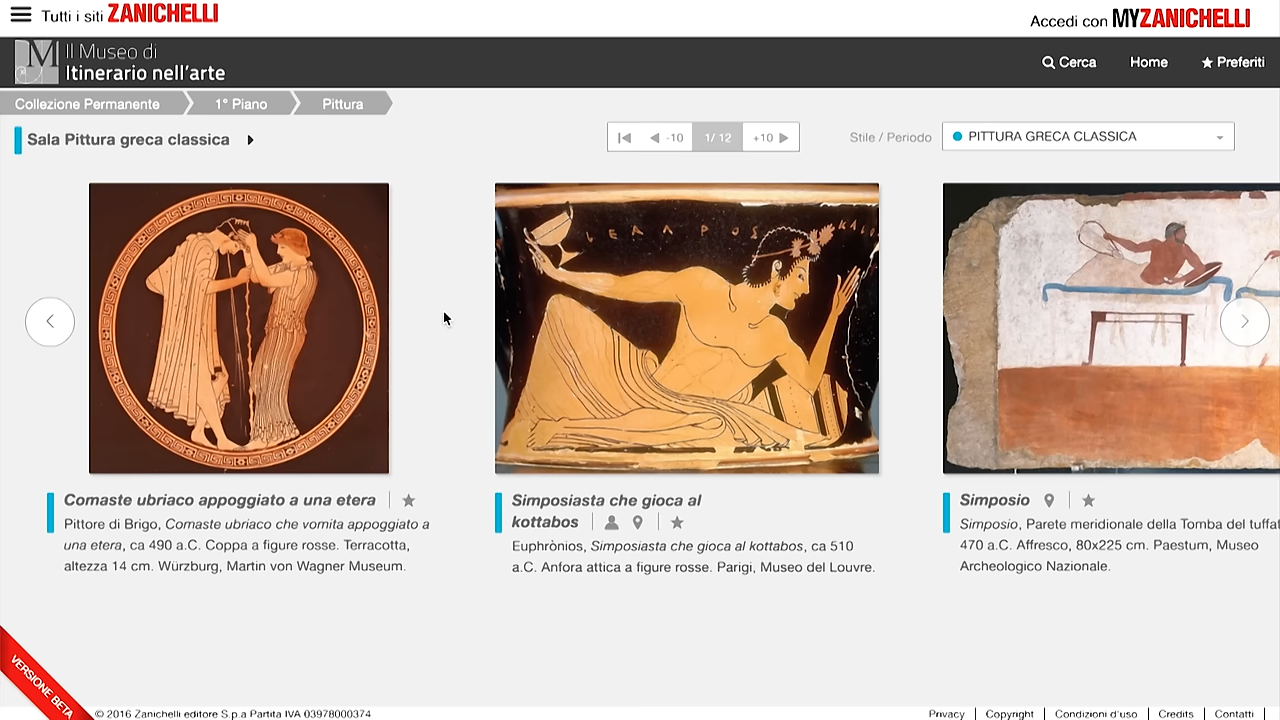 Tutti i siti ZANICHELLI
Accedi con MYZANICHELLI
Il Museo di
Itinerario nell'arte
Cerca
Home
Preferiti
Collezione Permanente
1° Piano
Pittura
Sala Pittura greca classica
-10
1/ 12
+10
Stile / Periodo
PITTURA GRECA CLASSICA
Comaste ubriaco appoggiato a una etera
Pittore di Brigo, Comaste ubriaco che vomita appoggiato a
una etera, ca 490 a.C. Coppa a figure rosse. Terracotta,
altezza 14 cm. Würzburg, Martin von Wagner Museum.
Simposiasta che gioca al
kottabos
Euphrònios, Simposiasta che gioca al kottabos, ca 510
a.C. Anfora attica a figure rosse. Parigi, Museo del Louvre.
Simposio
Simposio, Parete meridionale della Tomba del tuffat
470 a.C. Affresco, 80x225 cm. Paestum, Museo
Archeologico Nazionale.
VERSIONE BETA
© 2016 Zanichelli editore S.p.a Partita IVA 03978000374
Privacy
Copyright
Condizioni d'uso
Credits
Contatti